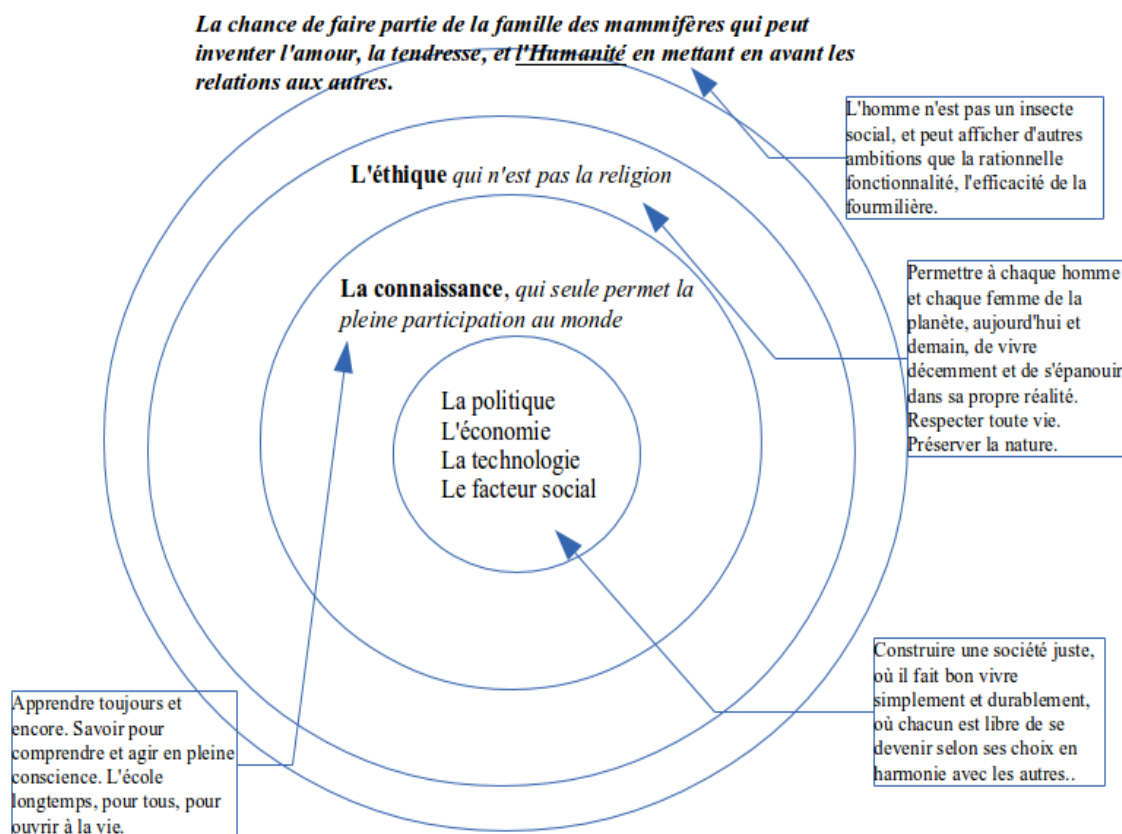 La chance de faire partie de la famille des mammifères qui peut
inventer l'amour, la tendresse, et l'Humanité en mettant en avant les
relations aux autres.
L'homme n'est pas un insecte
social, et peut afficher d'autres
ambitions que la rationnelle
fonctionnalité, l'efficacité de la
fourmilière.
L'éthique qui n'est pas la religion
Permettre à chaque homme
et chaque femme de la
planète, aujourd'hui et
demain, de vivre
décemment et de s'épanouir
dans sa propre réalité.
Respecter toute vie.
Préserver la nature.
La connaissance, qui seule permet la
pleine participation au monde
La politique
L'économie
La technologie
Le facteur social
Construire une société juste,
où il fait bon vivre
simplement et durablement,
où chacun est libre de se
devenir selon ses choix en
harmonie avec les autres..
Apprendre toujours et
encore. Savoir pour
comprendre et agir en pleine
conscience. L'école
longtemps, pour tous, pour
ouvrir à la vie.